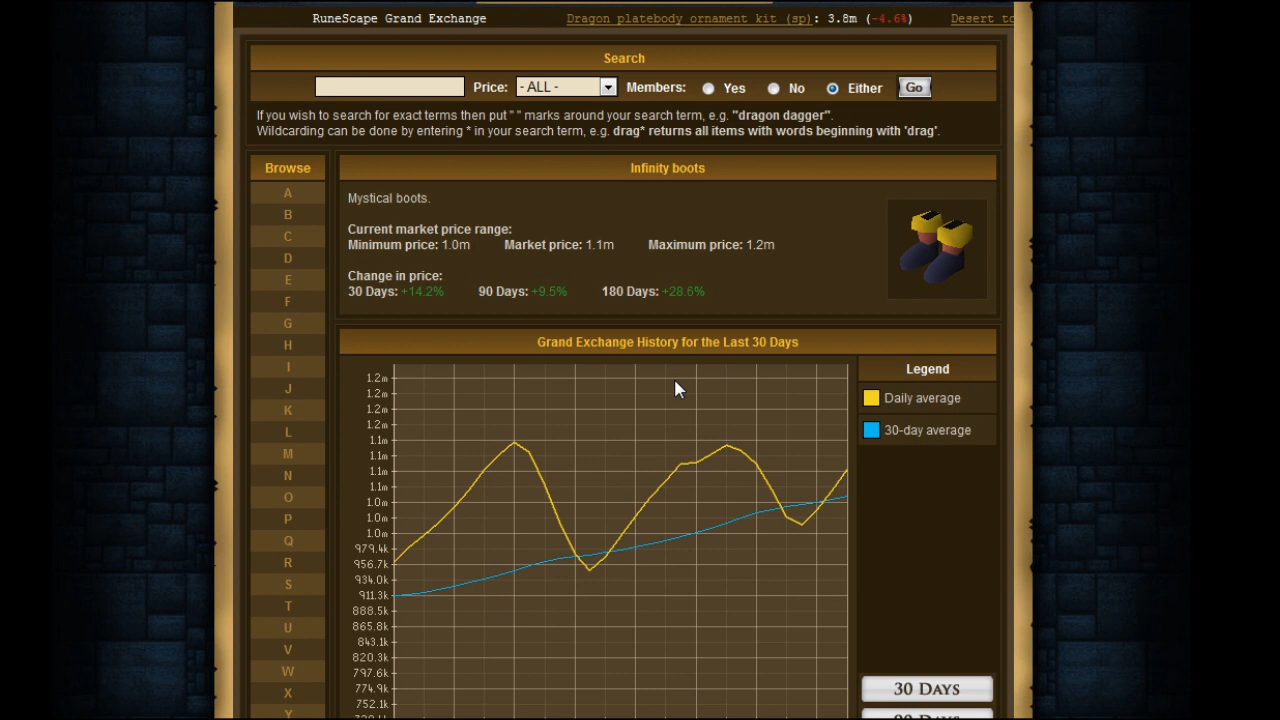 RuneScape Grand Exchange
Dragon platebody ornament kit (sp): 3.8m (-4.6%) Desert
Search
Price: - ALL - Members: Yes No Either Go
If you wish to search for exact terms then put " " marks around your search term, e.g. "dragon dagger".
Wildcarding can be done by entering * in your search term, e.g. drag* returns all items with words beginning with 'drag'.
Browse
A
B
C
D
E
F
G
H
I
J
K
L
M
N
O
P
Q
R
S
T
U
V
W
X
Y
Infinity boots
Mystical boots.
Current market price range:
Minimum price: 1.0m Market price: 1.1m Maximum price: 1.2m
Change in price:
30 Days: +14.2% 90 Days: +9.5% 180 Days: +28.6%
Grand Exchange History for the Last 30 Days
1.2m
1.2m
1.2m
1.2m
1.1m
1.1m
1.1m
1.1m
1.0m
1.0m
1.0m
979.4k
956.7k
934.0k
911.3k
888.5k
865.8k
843.1k
820.3k
797.6k
774.9k
752.1k
Legend
Daily average
30-day average
30 Days